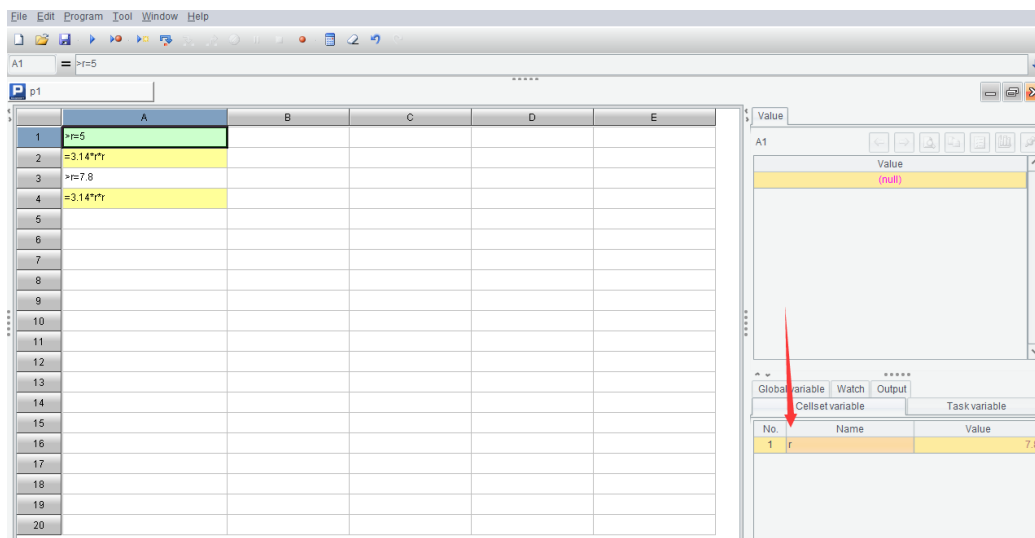 File Edit Program Tool Window Help
A1 = >r=5
P p1
A B C D E
1 >r=5
2 =3.14*r*r
3 >r=7.8
4 =3.14*r*r
5
6
7
8
9
10
11
12
13
14
15
16
17
18
19
20
Value
A1
Value
(null)
Global variable Watch Output
Cellset variable Task variable
No. Name Value
1 r